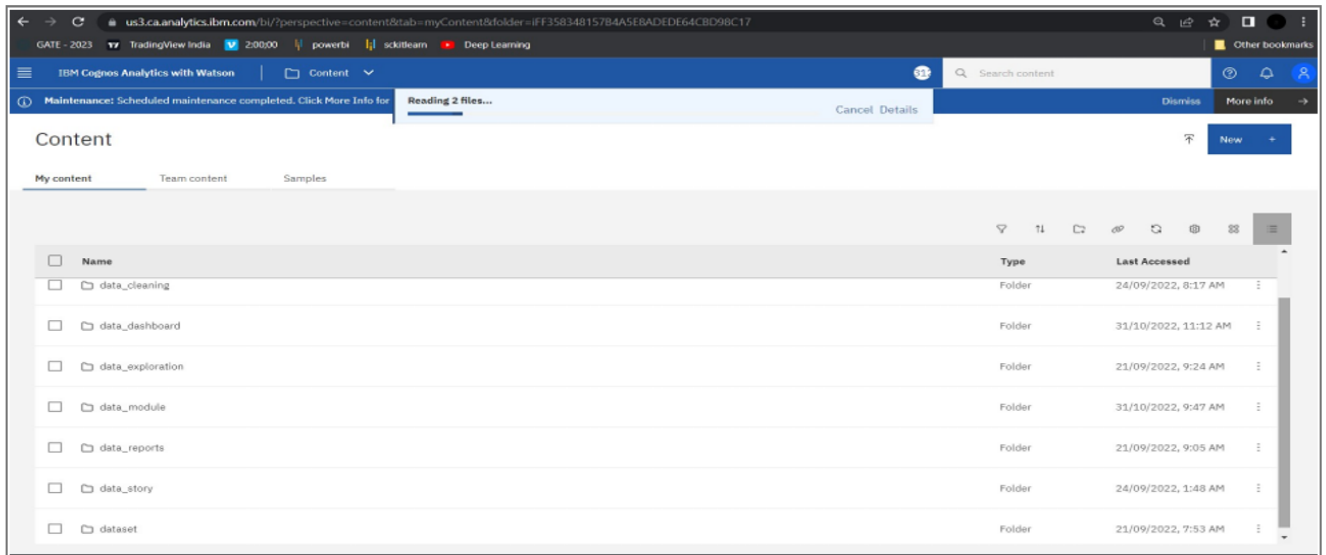 us3.ca.analytics.ibm.com/bi/?perspective=content&tab=myContent&folder=iFF358348157B4A5E8ADEDE64CBD98C17
GATE - 2023 TradingView India 2:00;00 powerbi sckitlearn Deep Learning Other bookmarks
IBM Cognos Analytics with Watson Content Search content
Maintenance: Scheduled maintenance completed. Click More Info for Reading 2 files... Cancel Details Dismiss More info
Content New +
My content Team content Samples
Name Type Last Accessed
data_cleaning Folder 24/09/2022, 8:17 AM
data_dashboard Folder 31/10/2022, 11:12 AM
data_exploration Folder 21/09/2022, 9:24 AM
data_module Folder 31/10/2022, 9:47 AM
data_reports Folder 21/09/2022, 9:05 AM
data_story Folder 24/09/2022, 1:48 AM
dataset Folder 21/09/2022, 7:53 AM